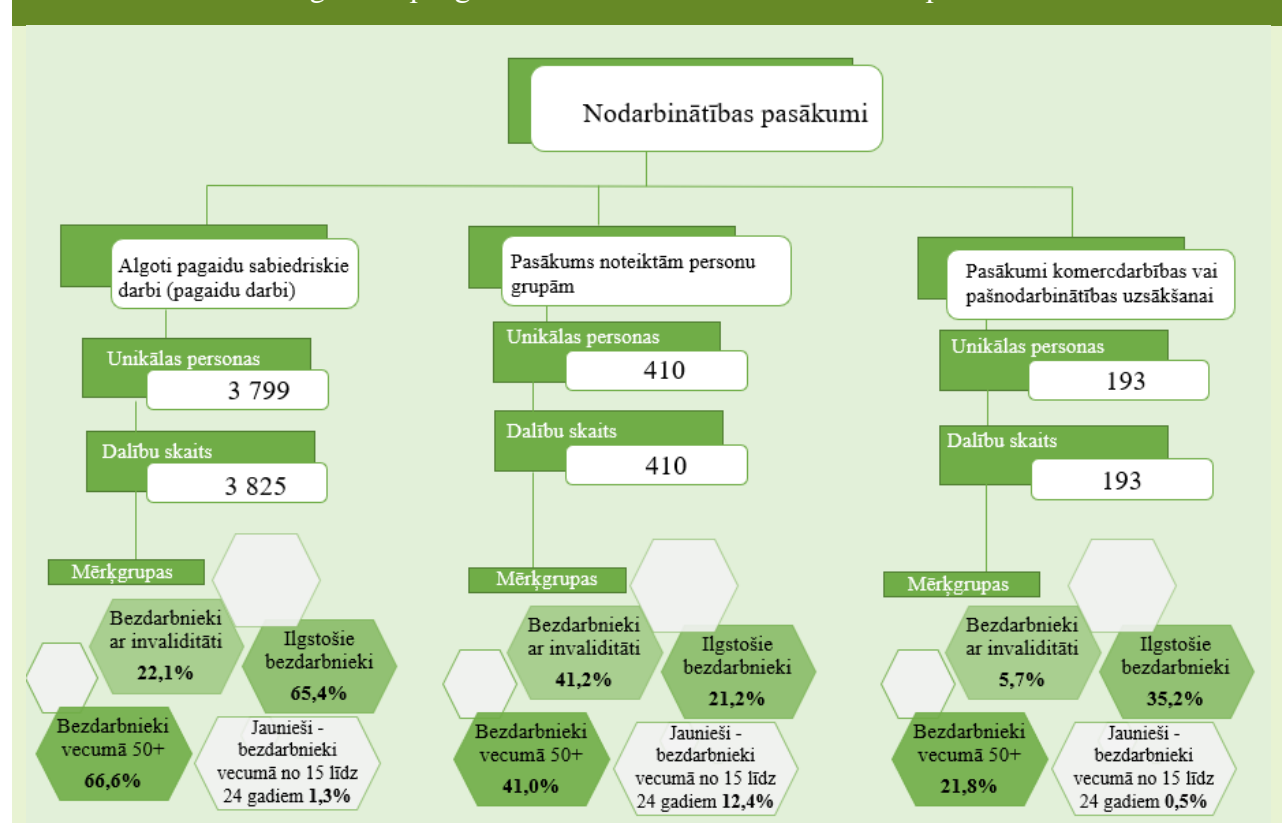 Nodarbinātības pasākumi
Algoti pagaidu sabiedriskie
darbi (pagaidu darbi)
Unikālas personas
3 799
Dalību skaits
3 825
Mērķgrupas
Bezdarbnieki
ar invaliditāti
22,1%
Ilgstošie
bezdarbnieki
65,4%
Bezdarbnieki
vecumā 50+
66,6%
Jaunieši -
bezdarbnieki
vecumā no 15 līdz
24 gadiem 1,3%
Pasākums noteiktām personu
grupām
Unikālas personas
410
Dalību skaits
410
Mērķgrupas
Bezdarbnieki
ar invaliditāti
41,2%
Ilgstošie
bezdarbnieki
21,2%
Bezdarbnieki
vecumā 50+
41,0%
Jaunieši -
bezdarbnieki
vecumā no 15 līdz
24 gadiem 12,4%
Pasākumi komercdarbības vai
pašnodarbinātības uzsākšanai
Unikālas personas
193
Dalību skaits
193
Mērķgrupas
Bezdarbnieki
ar invaliditāti
5,7%
Ilgstošie
bezdarbnieki
35,2%
Bezdarbnieki
vecumā 50+
21,8%
Jaunieši -
bezdarbnieki
vecumā no 15 līdz
24 gadiem 0,5%